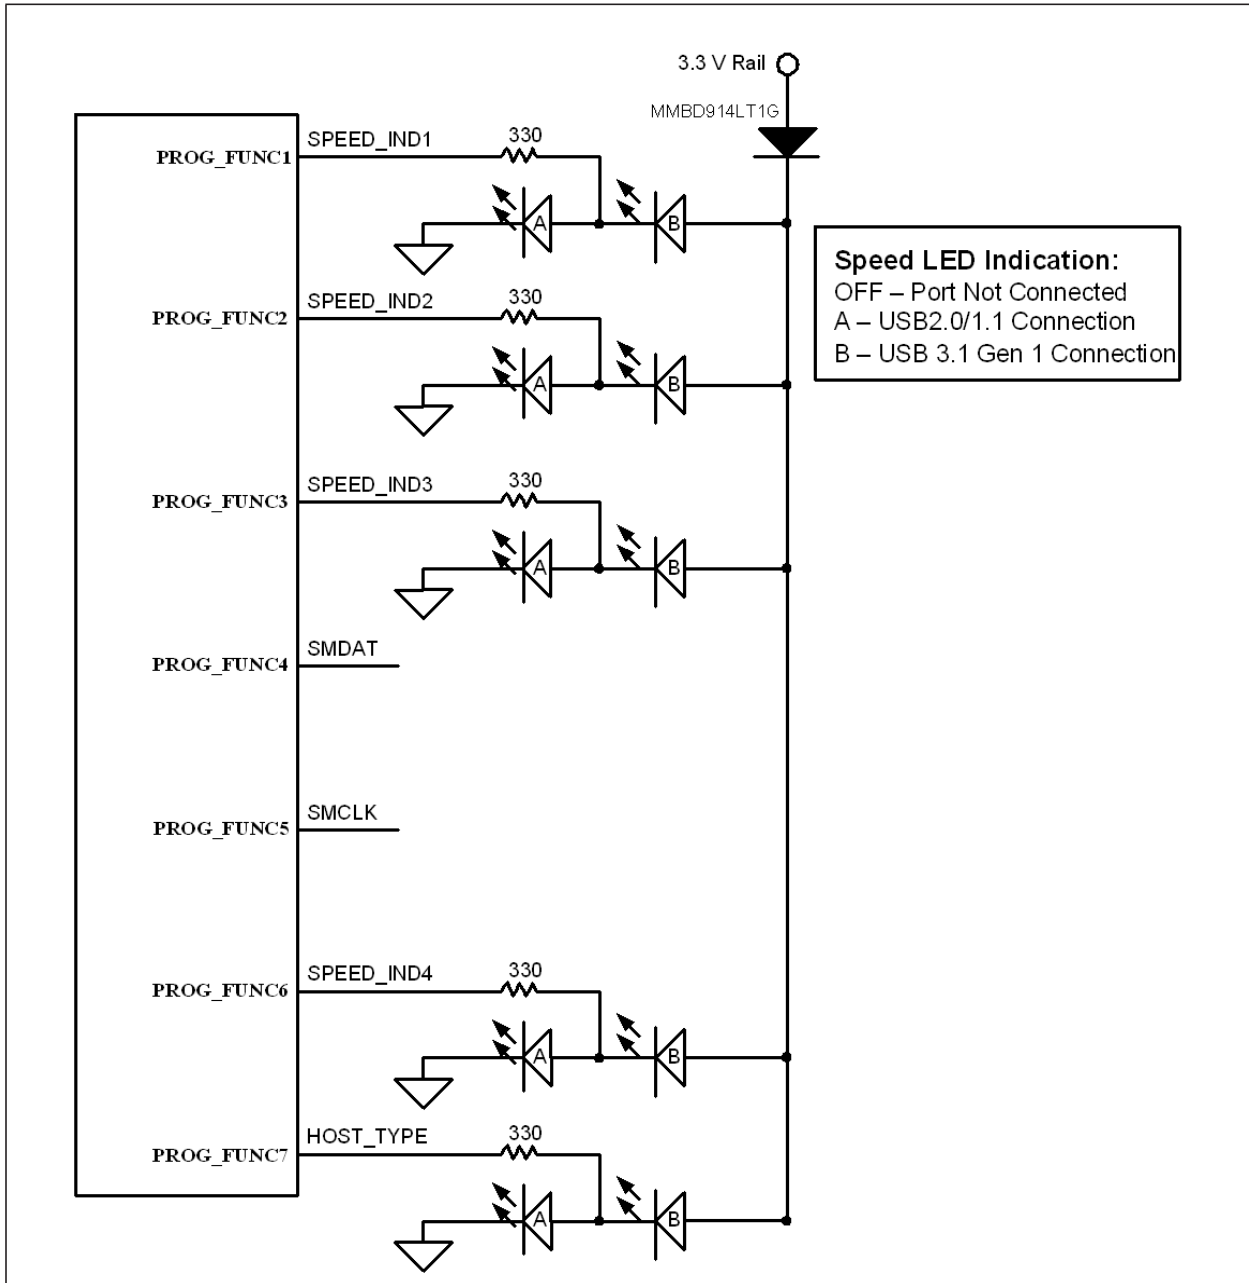 3.3 V Rail
MMBD914LT1G
PROG_FUNC1
SPEED_IND1
330
A
B
Speed LED Indication:
OFF – Port Not Connected
A – USB2.0/1.1 Connection
B – USB 3.1 Gen 1 Connection
PROG_FUNC2
SPEED_IND2
330
A
B
PROG_FUNC3
SPEED_IND3
330
A
B
PROG_FUNC4
SMDAT
PROG_FUNC5
SMCLK
PROG_FUNC6
SPEED_IND4
330
A
B
PROG_FUNC7
HOST_TYPE
330
A
B